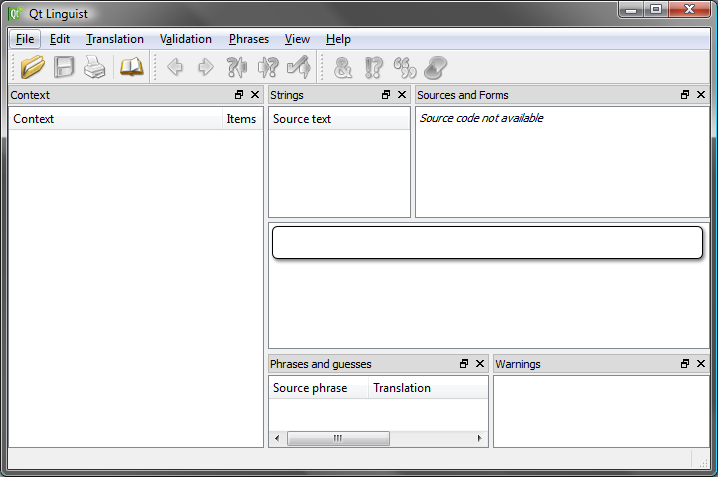 Qt Linguist
File Edit Translation Validation Phrases View Help
Context
Strings
Sources and Forms
Context Items
Source text
Source code not available
Phrases and guesses
Warnings
Source phrase Translation